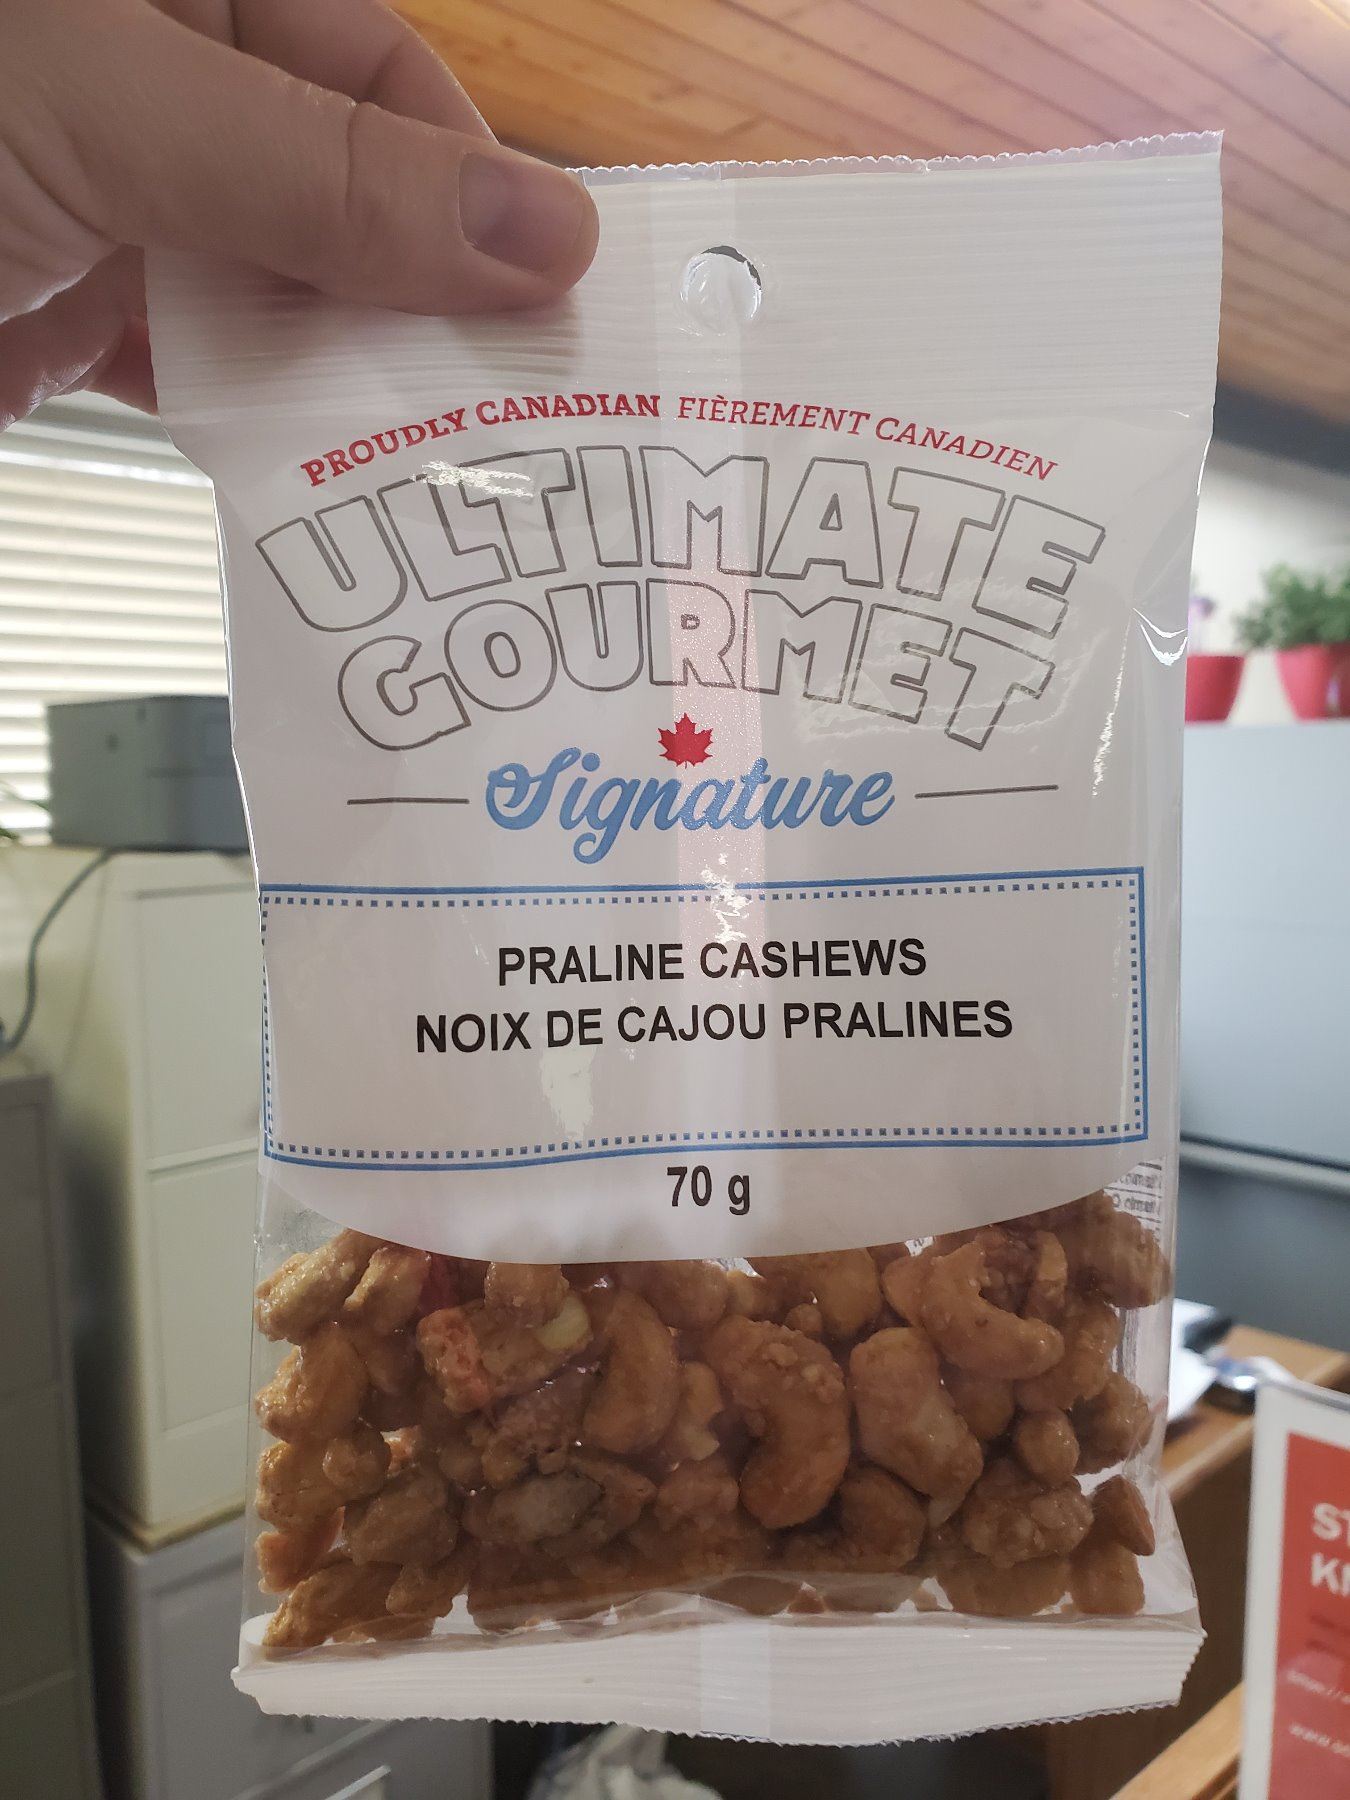 PROUDLY CANADIAN FIÈREMENT CANADIEN
ULTIMATE
GOURMET
Signature
PRALINE CASHEWS
NOIX DE CAJOU PRALINES
70 g